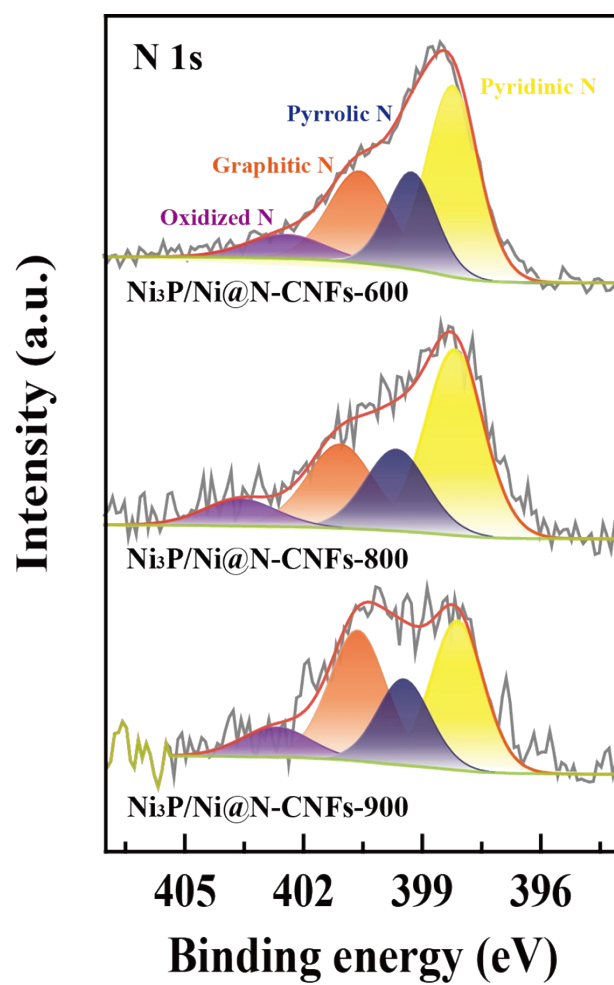 N 1s
Pyridinic N
Pyrrolic N
Graphitic N
Oxidized N
Ni₃P/Ni@N-CNFs-600
Ni₃P/Ni@N-CNFs-800
Ni₃P/Ni@N-CNFs-900
Intensity (a.u.)
405 402 399 396
Binding energy (eV)